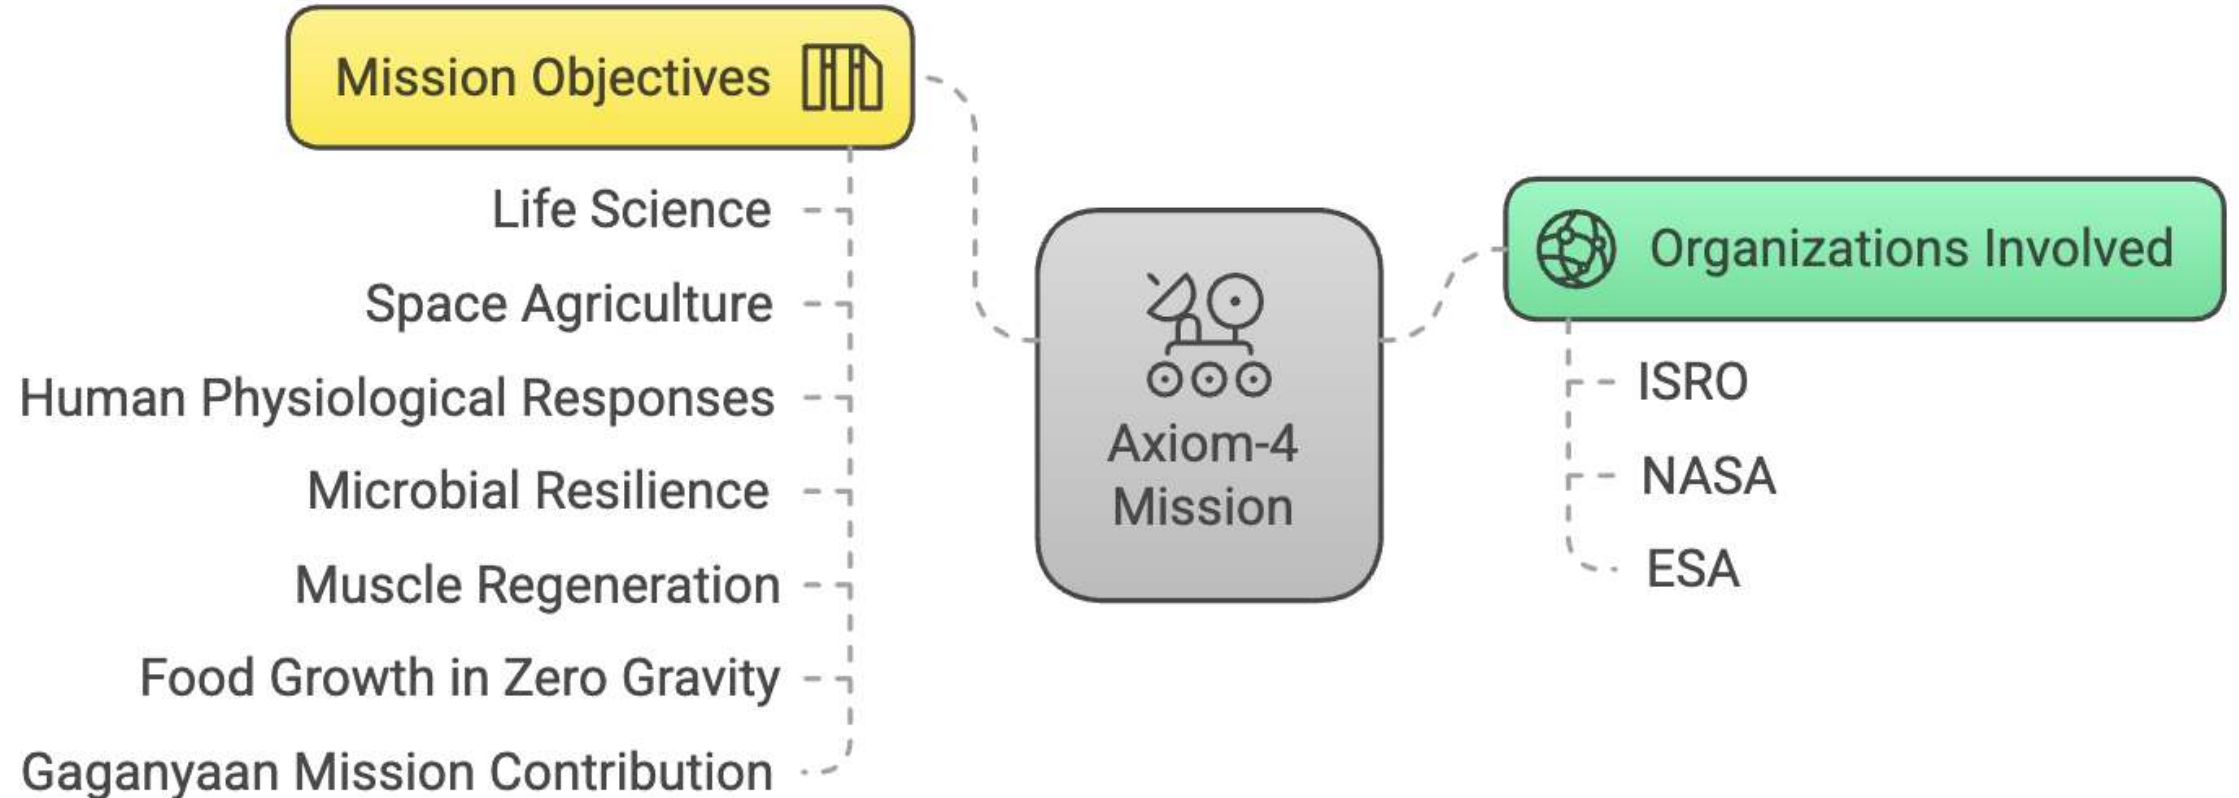 Mission Objectives
Life Science
Space Agriculture
Human Physiological Responses
Microbial Resilience
Muscle Regeneration
Food Growth in Zero Gravity
Gaganyaan Mission Contribution
Axiom-4
Mission
Organizations Involved
ISRO
NASA
ESA